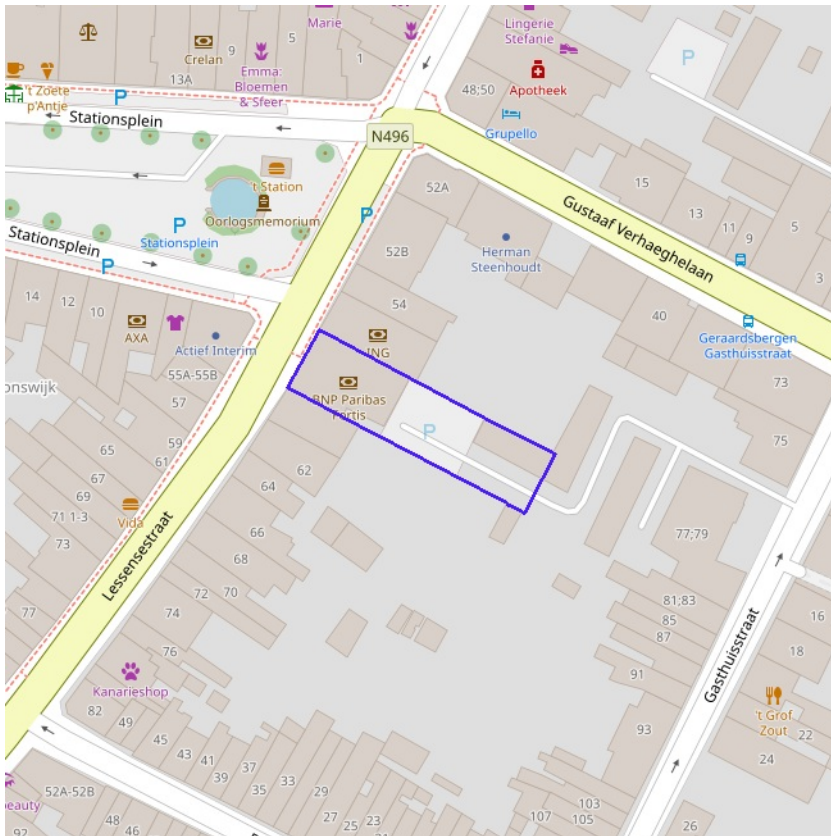 Marie
Lingerie
Stefanie
P
Crelan
9
5
1
13A
Emma:
Bloemen
& Sfeer
't Zoete
p'Antje
P
Stationsplein
48;50
Apotheek
Grupello
N496
't Station
Oorlogsmemorium
P
Stationsplein
P
Stationsplein
P
52A
52B
54
Herman
Steenhoudt
Gustaaf Verhaeghelaan
15
13
11
9
5
3
40
Geraardsbergen
Gasthuisstraat
73
75
14
12
10
AXA
Actief Interim
55A-55B
57
59
61
onswijk
65
67
69
71 1-3
73
77
Vida
ING
BNP Paribas
Fortis
P
62
64
66
68
70
72
74
76
82
Lessensestraat
Kanarieshop
49
45
43
41
39
37
35
33
29
27
25
23
52A-52B
48
46
92
eauty
77;79
81;83
85
87
91
93
103
105
107
Gasthuisstraat
16
18
't Grof
Zout
22
24
26